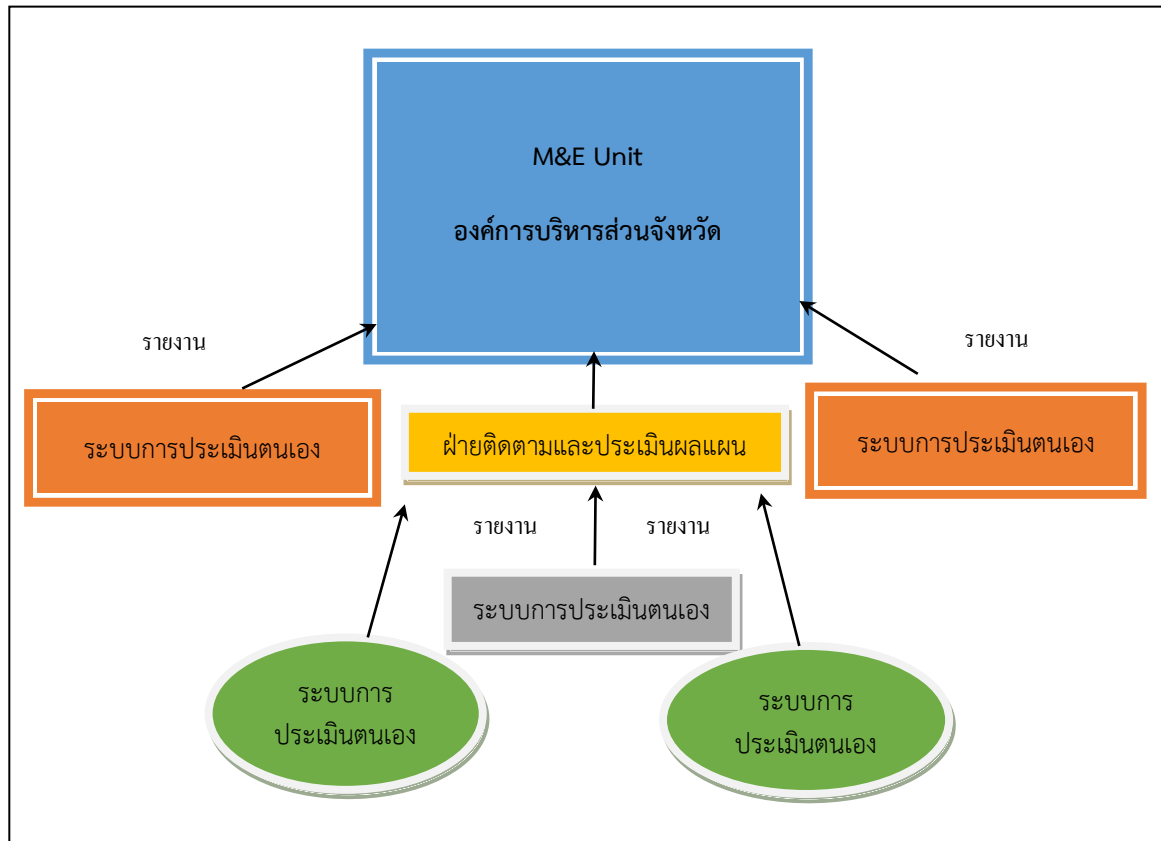 M&E Unit
องค์การบริหารส่วนจังหวัด
รายงาน
รายงาน
ระบบการประเมินตนเอง
ฝ่ายติดตามและประเมินผลแผน
ระบบการประเมินตนเอง
รายงาน
รายงาน
ระบบการประเมินตนเอง
ระบบการ
ประเมินตนเอง
ระบบการ
ประเมินตนเอง